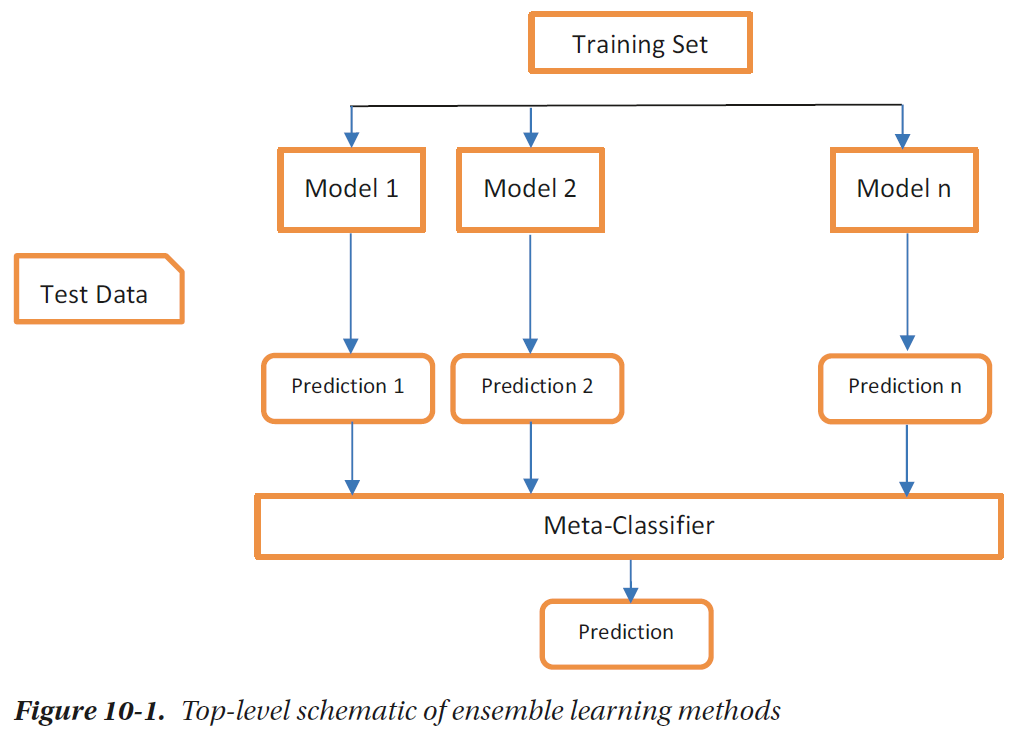 Training Set
Model 1
Model 2
Model n
Test Data
Prediction 1
Prediction 2
Prediction n
Meta-Classifier
Prediction
Figure 10-1. Top-level schematic of ensemble learning methods